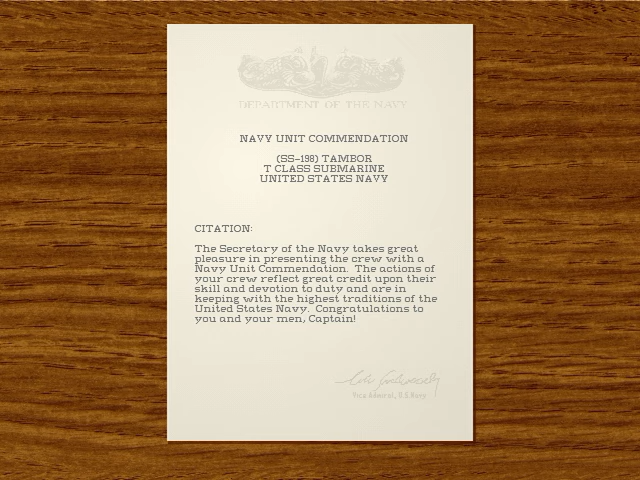 DEPARTMENT OF THE NAVY
NAVY UNIT COMMENDATION
(SS-198) TAMBOR
T CLASS SUBMARINE
UNITED STATES NAVY
CITATION:
The Secretary of the Navy takes great
pleasure in presenting the crew with a
Navy Unit Commendation. The actions of
your crew reflect great credit upon their
skill and devotion to duty and are in
keeping with the highest traditions of the
United States Navy. Congratulations to
you and your men, Captain!
Vice Admiral, U.S. Navy